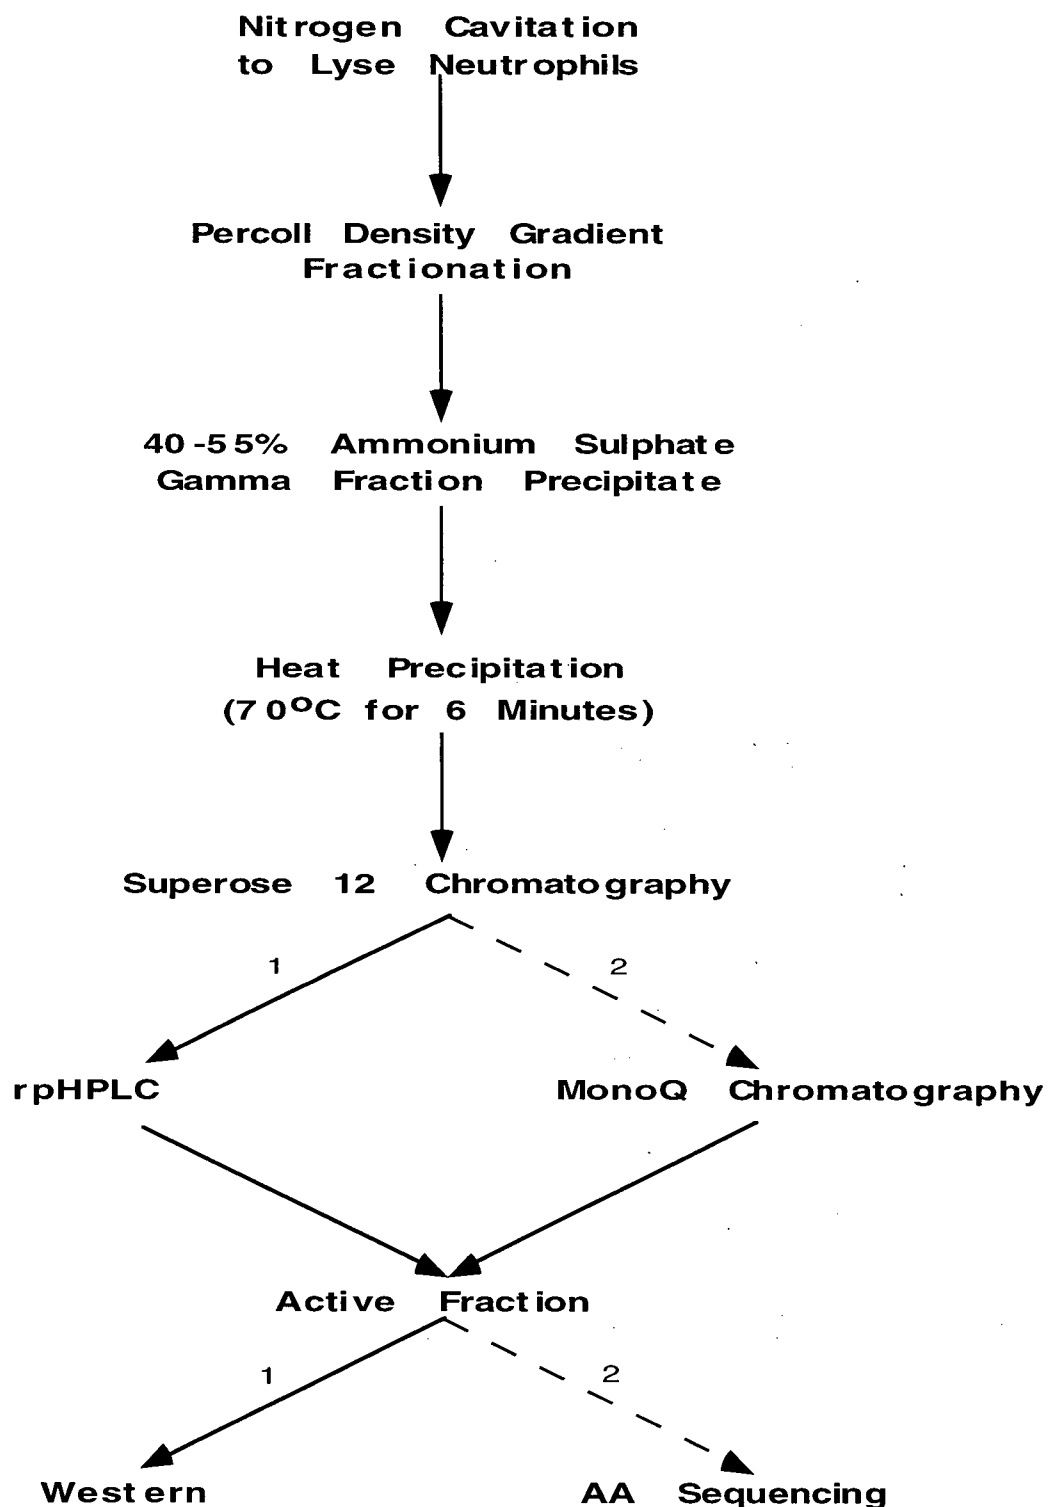 Nitrogen Cavitation
to Lyse Neutrophils
Percoll Density Gradient
Fractionation
40-55% Ammonium Sulphate
Gamma Fraction Precipitate
Heat Precipitation
(70ºC for 6 Minutes)
Superose 12 Chromatography
1 2
rpHPLC MonoQ Chromatography
Active Fraction
1 2
Western AA Sequencing